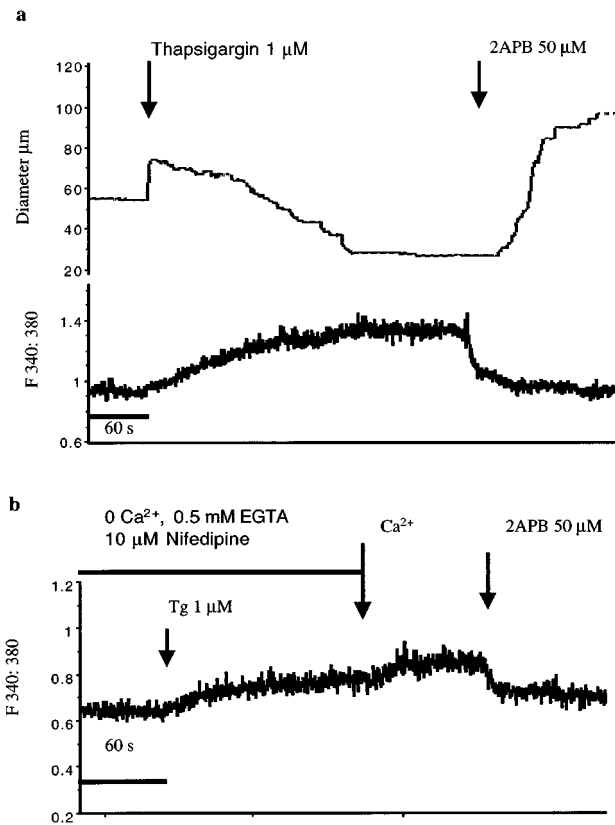 a
Thapsigargin 1 μM
2APB 50 μM
120
100
80
60
40
20
Diameter μm
1.4
1
0.6
F 340: 380
60 s
b
0 Ca²⁺, 0.5 mM EGTA
10 μM Nifedipine
Ca²⁺
2APB 50 μM
Tg 1 μM
1.2
1
0.8
0.6
0.4
0.2
F 340: 380
60 s